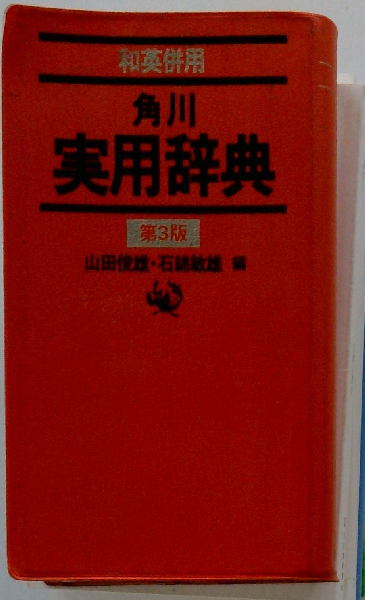 和英併用
角川
実用辞典
第3版
山田俊雄・石綿敏雄 編